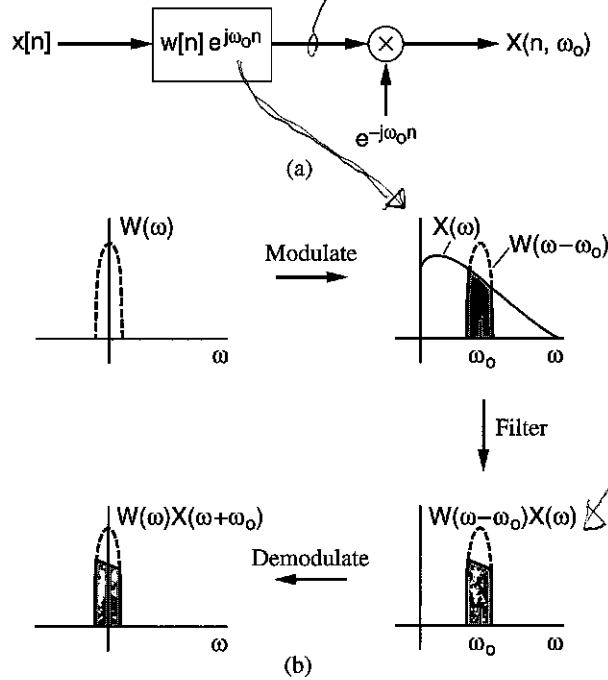 x[n] w[n] e^{jω₀n} × X(n, ω₀)
e^{-jω₀n}
(a)
W(ω) Modulate X(ω) W(ω−ω₀)
ω ω₀ ω
Filter
W(ω)X(ω+ω₀) Demodulate W(ω−ω₀)X(ω)
ω ω₀ ω
(b)